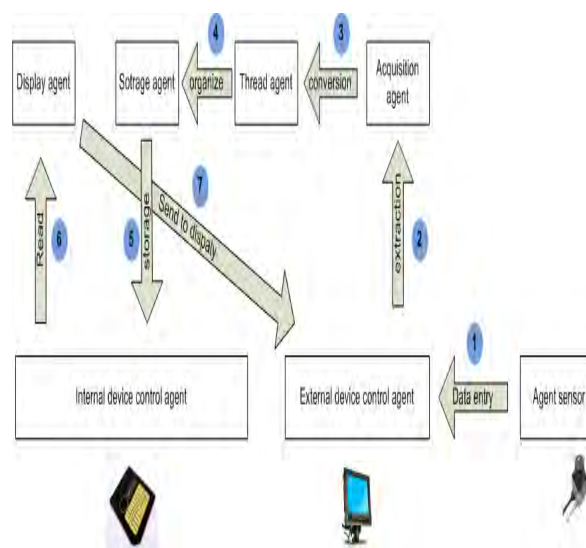 4
3
Display agent
Sotrage agent
organize
Thread agent
conversion
Acquisition
agent
7
Send to dispaly
6
Read
5
storage
2
extraction
1
Internal device control agent
External device control agent
Data entry
Agent sensor